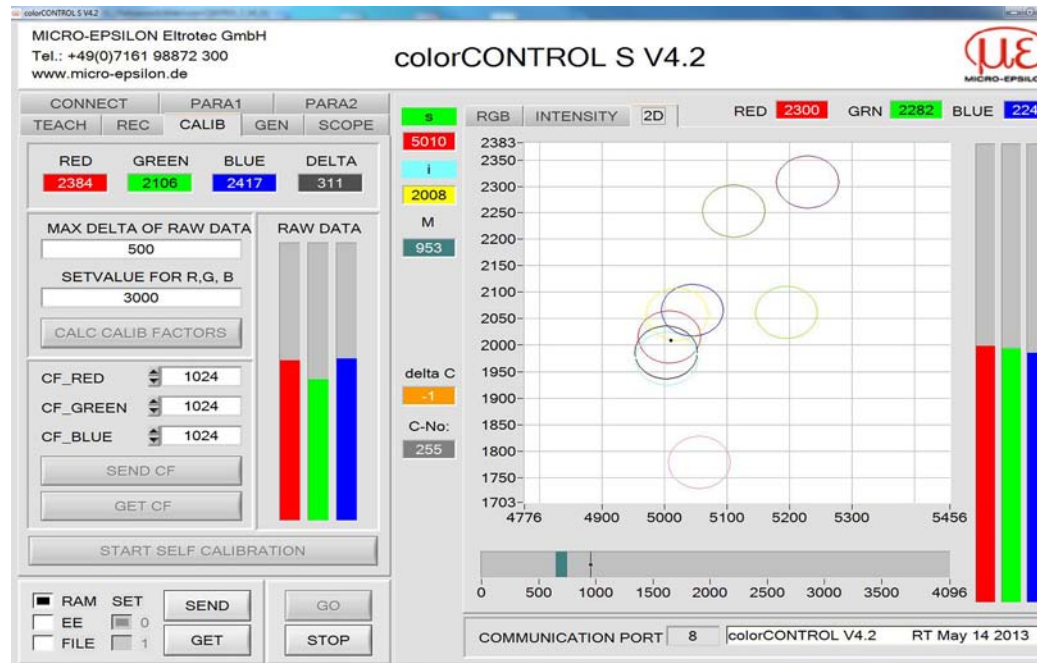 colorCONTROL S V4.2
MICRO-EPSILON Eltrotec GmbH
Tel.: +49(0)7161 98872 300
www.micro-epsilon.de
colorCONTROL S V4.2
με
MICRO-EPSILO
CONNECT PARA1 PARA2
TEACH REC CALIB GEN SCOPE
RED GREEN BLUE DELTA
2384 2106 2417 311
MAX DELTA OF RAW DATA
500
SETVALUE FOR R,G, B
3000
CALC CALIB FACTORS
RAW DATA
CF_RED 1024
CF_GREEN 1024
CF_BLUE 1024
SEND CF
GET CF
START SELF CALIBRATION
RAM SET
EE 0
FILE 1
SEND
GET
GO
STOP
s
5010
i
2008
M
953
delta C
-1
C-No:
255
RGB INTENSITY 2D
RED 2300 GRN 2282 BLUE 224
2383
2350
2300
2250
2200
2150
2100
2050
2000
1950
1900
1850
1800
1750
1703
4776 4900 5000 5100 5200 5300 5456
0 500 1000 1500 2000 2500 3000 3500 4096
COMMUNICATION PORT 8 colorCONTROL V4.2 RT May 14 2013